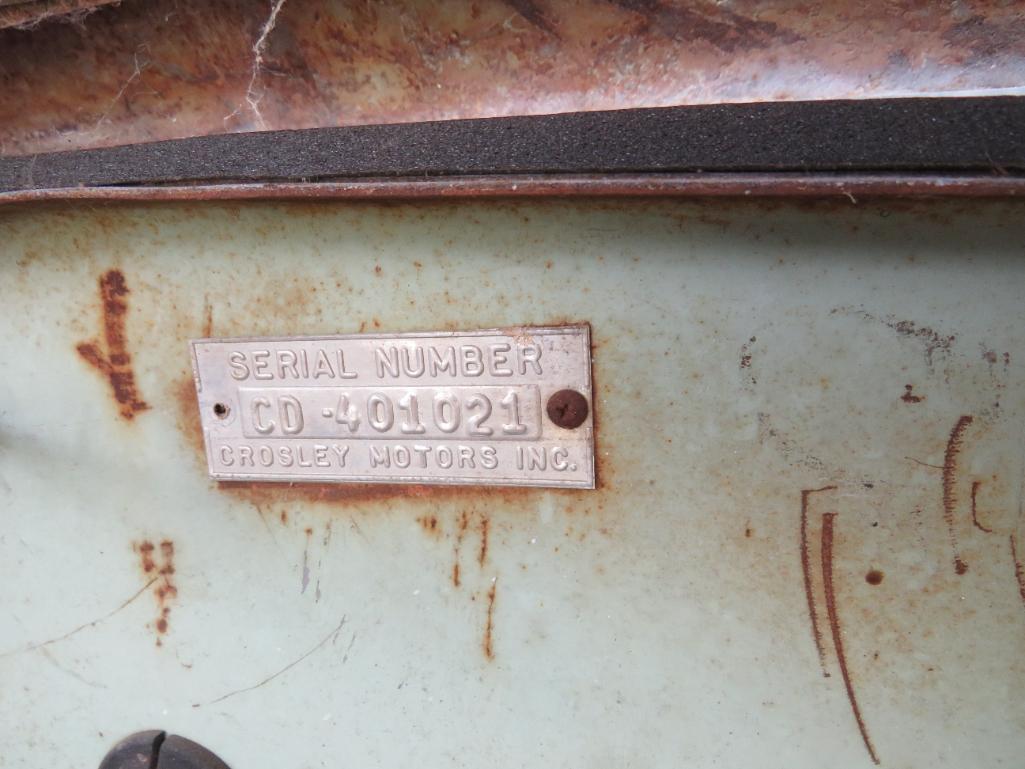 SERIAL NUMBER
CD-401021
CROSLEY MOTORS INC.